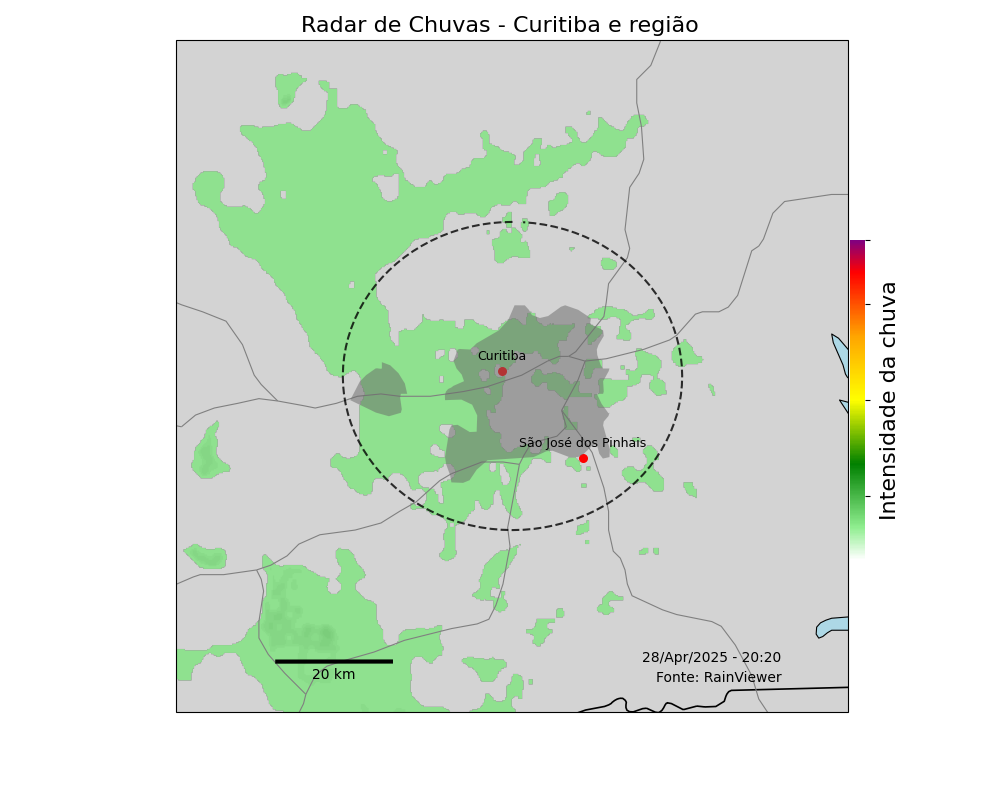 Radar de Chuvas - Curitiba e região
Curitiba
São José dos Pinhais
Intensidade da chuva
28/Apr/2025 - 20:20
20 km
Fonte: RainViewer